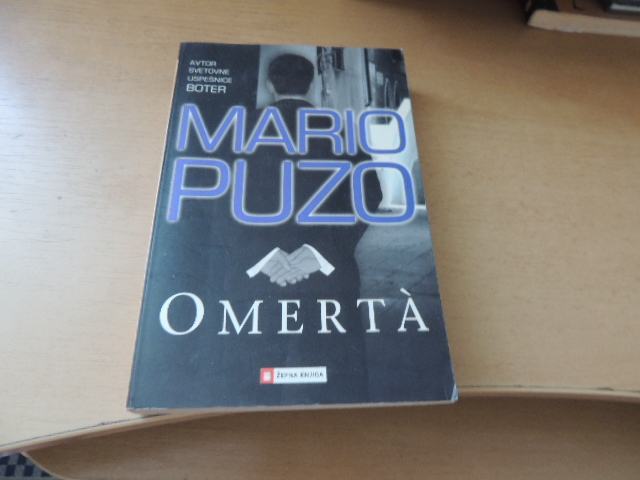 AVTOR
SVETOVNE
USPEŠNICE
BOTER
MARIO
PUZO
OMERTÀ
ŽEPNA KNJIGA